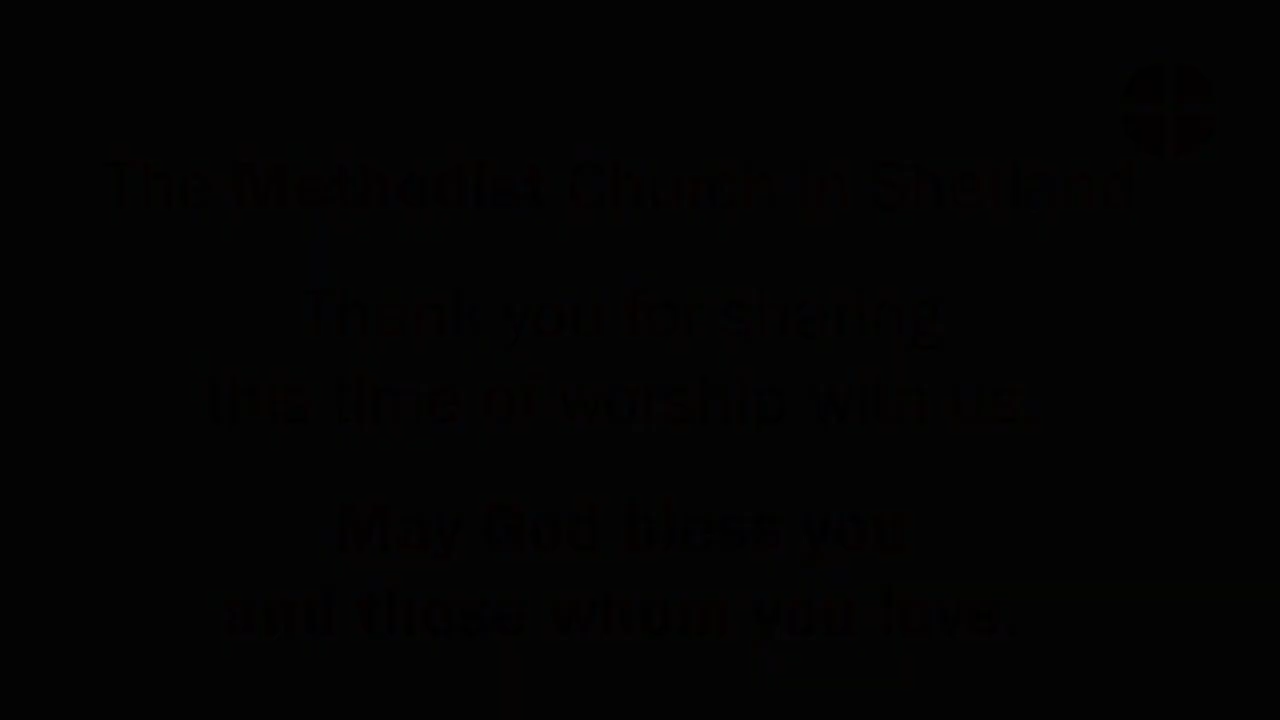 The Methodist Church in Shetland
Thank you for sharing
this time of worship with us.
May God bless you
and those whom you love.